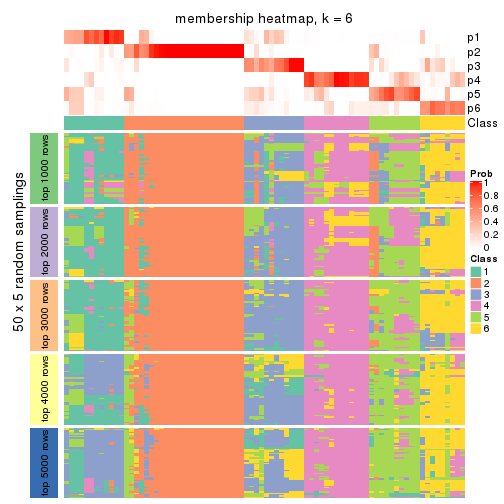 membership heatmap, k = 6
p1
p2
p3
p4
p5
p6
Class
50 x 5 random samplings
top 1000 rows
top 2000 rows
top 3000 rows
top 4000 rows
top 5000 rows
Prob
1
0.8
0.6
0.4
0.2
0
Class
1
2
3
4
5
6